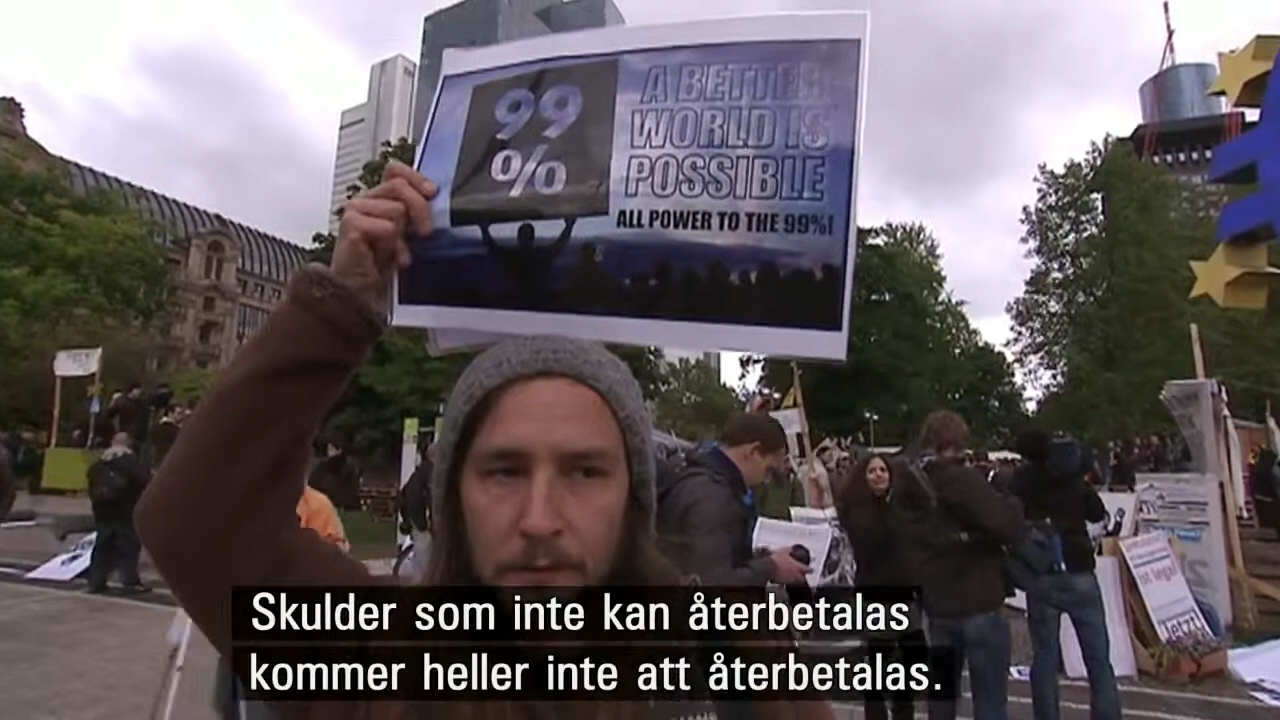 99
%
A BETTER
WORLD IS
POSSIBLE
ALL POWER TO THE 99%!
Jetzt
Skulder som inte kan återbetalas
kommer heller inte att återbetalas.